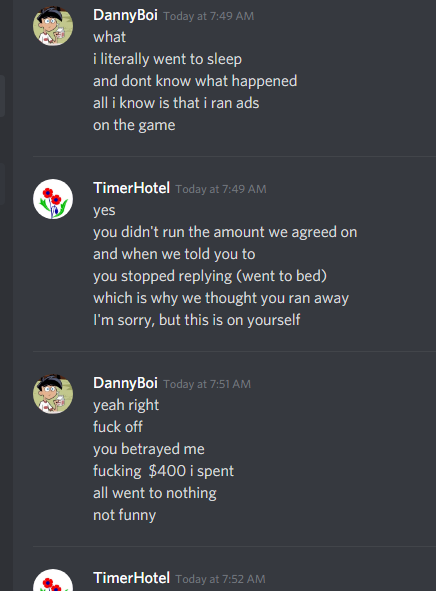 DannyBoi Today at 7:49 AM
what
i literally went to sleep
and dont know what happened
all i know is that i ran ads
on the game
TimerHotel Today at 7:49 AM
yes
you didn't run the amount we agreed on
and when we told you to
you stopped replying (went to bed)
which is why we thought you ran away
I'm sorry, but this is on yourself
DannyBoi Today at 7:51 AM
yeah right
fuck off
you betrayed me
fucking $400 i spent
all went to nothing
not funny
TimerHotel Today at 7:52 AM